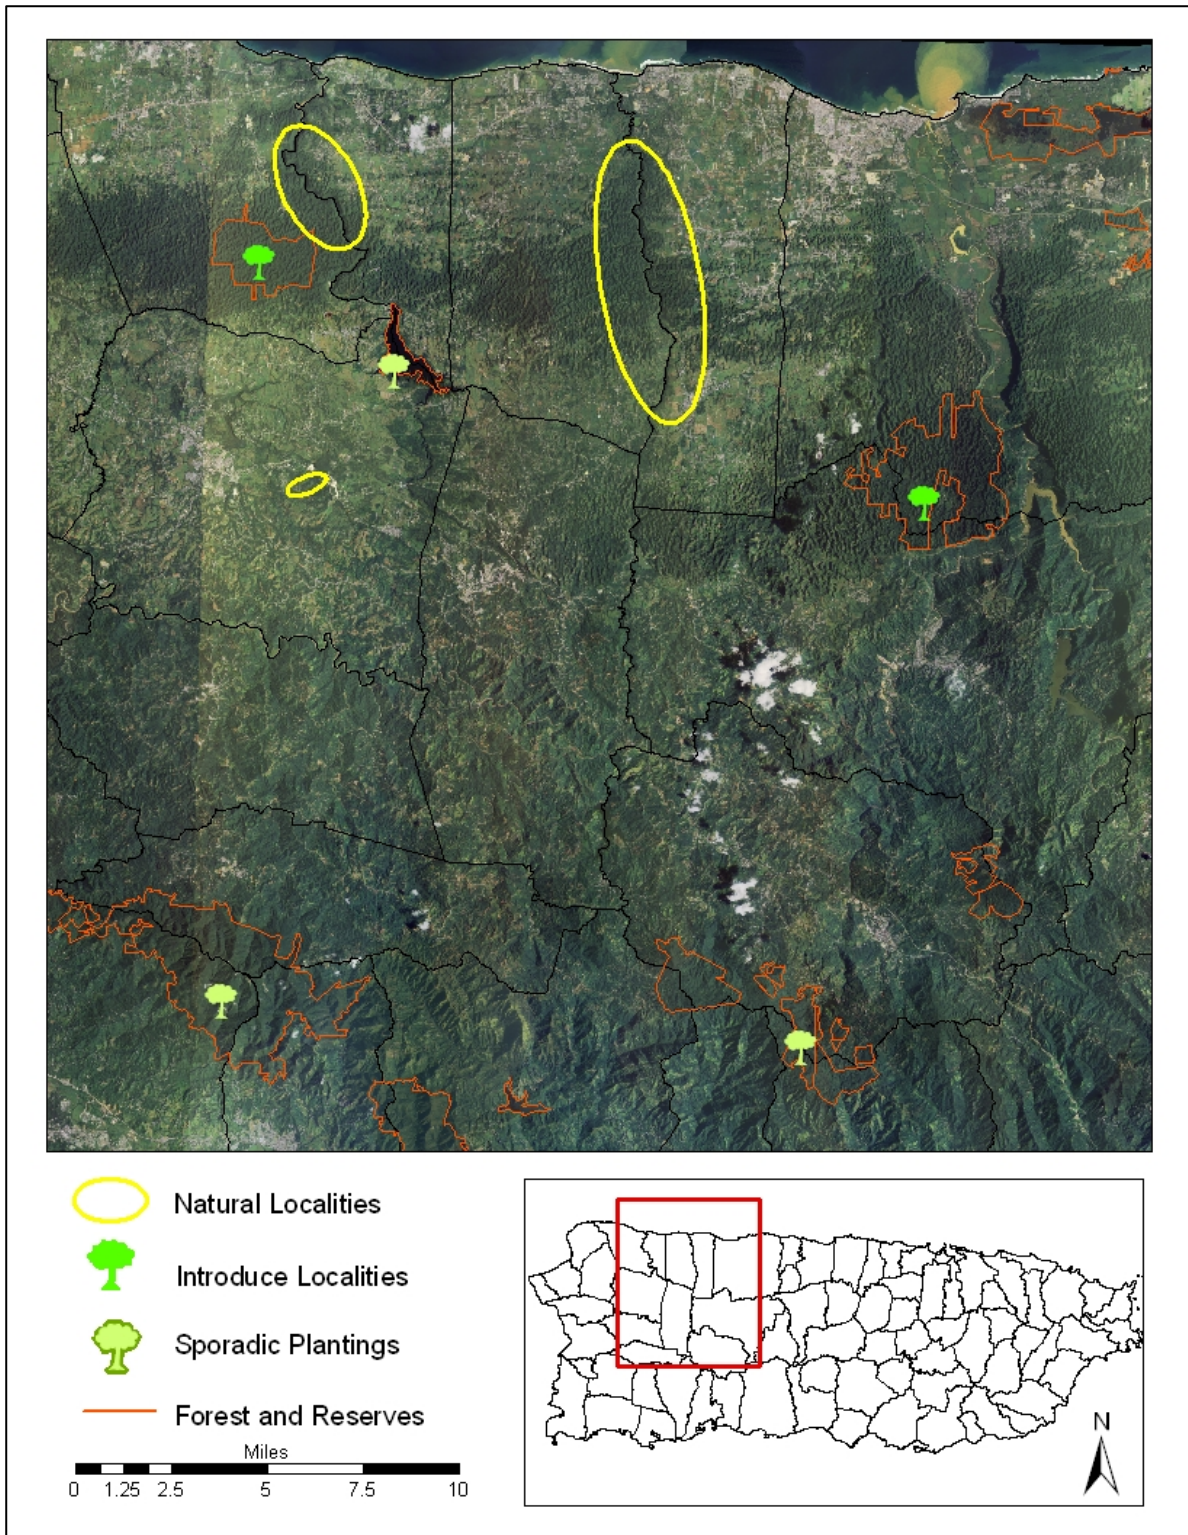 Natural Localities
Introduce Localities
Sporadic Plantings
Forest and Reserves
Miles
0 1.25 2.5 5 7.5 10
N